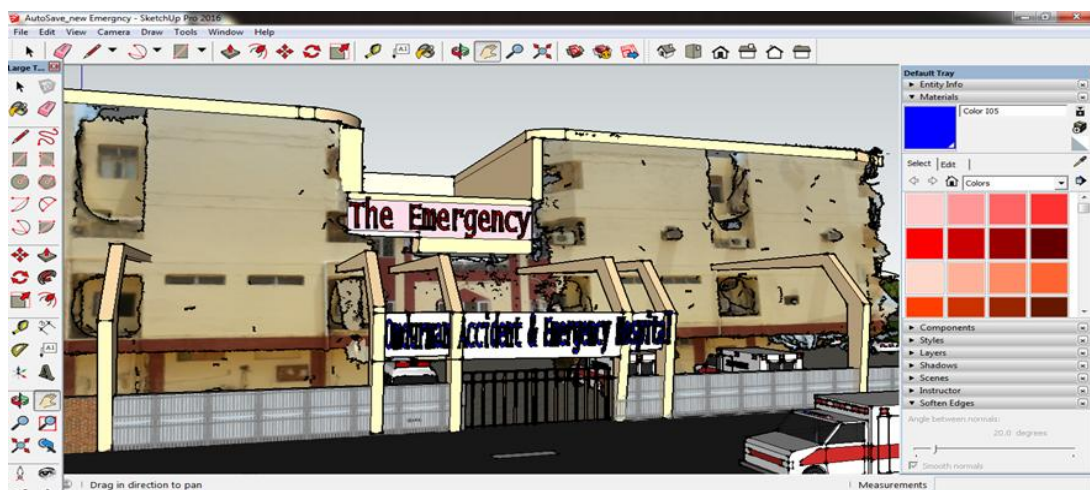 AutoSave_new Emergncy - SketchUp Pro 2016
File Edit View Camera Draw Tools Window Help
Large T...
Default Tray
Entity Info
Materials
Color I05
Select Edit
Colors
The Emergency
Omdurman Accident & Emergency Hospital
Components
Styles
Layers
Shadows
Scenes
Instructor
Soften Edges
Angle between normals:
20.0 degrees
Smooth normals
Drag in direction to pan
Measurements